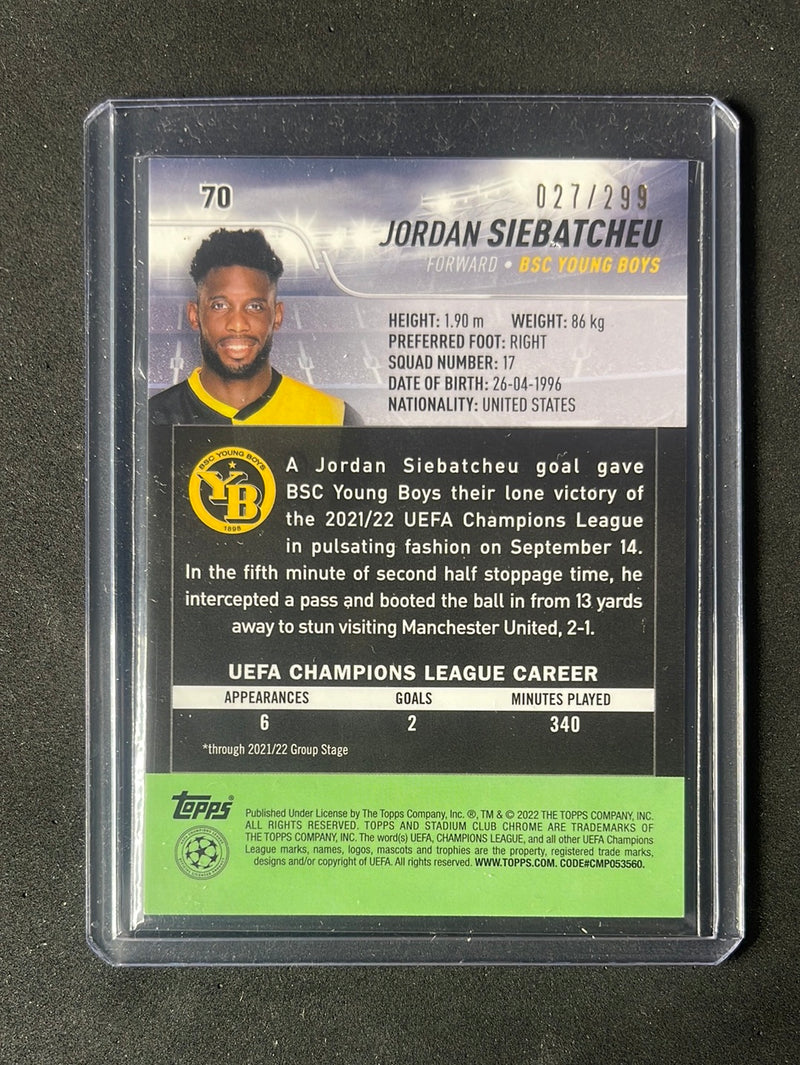 70
027/299
JORDAN SIEBATCHEU
FORWARD • BSC YOUNG BOYS
HEIGHT: 1.90 m WEIGHT: 86 kg
PREFERRED FOOT: RIGHT
SQUAD NUMBER: 17
DATE OF BIRTH: 26-04-1996
NATIONALITY: UNITED STATES
BSC YOUNG BOYS
YB
1898
A Jordan Siebatcheu goal gave
BSC Young Boys their lone victory of
the 2021/22 UEFA Champions League
in pulsating fashion on September 14.
In the fifth minute of second half stoppage time, he
intercepted a pass and booted the ball in from 13 yards
away to stun visiting Manchester United, 2-1.
UEFA CHAMPIONS LEAGUE CAREER
APPEARANCES GOALS MINUTES PLAYED
6 2 340
*through 2021/22 Group Stage
Topps®
Published Under License by The Topps Company, Inc. ®, TM & © 2022 THE TOPPS COMPANY, INC.
ALL RIGHTS RESERVED. TOPPS AND STADIUM CLUB CHROME ARE TRADEMARKS OF
THE TOPPS COMPANY, INC. The word(s) UEFA, CHAMPIONS LEAGUE, and all other UEFA Champions
League marks, names, logos, mascots and trophies are the property, registered trade marks,
designs and/or copyright of UEFA. All rights reserved. WWW.TOPPS.COM. CODE#CMP053560.